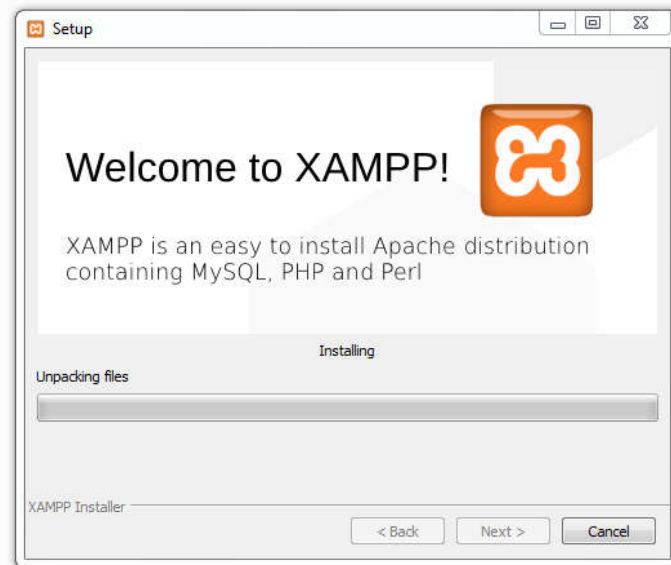 Setup
Welcome to XAMPP!
XAMPP is an easy to install Apache distribution
containing MySQL, PHP and Perl
Installing
Unpacking files
XAMPP Installer
< Back
Next >
Cancel